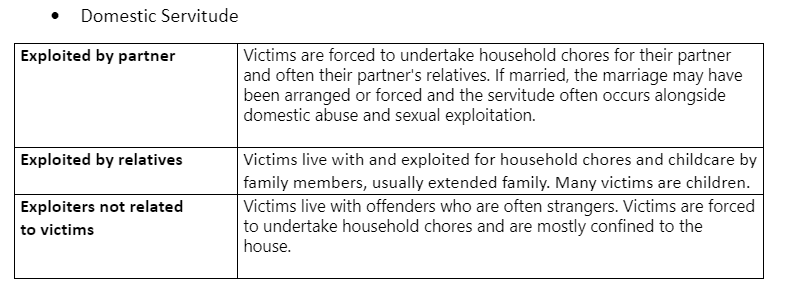 • Domestic Servitude
Exploited by partner
Victims are forced to undertake household chores for their partner
and often their partner's relatives. If married, the marriage may have
been arranged or forced and the servitude often occurs alongside
domestic abuse and sexual exploitation.
Exploited by relatives
Victims live with and exploited for household chores and childcare by
family members, usually extended family. Many victims are children.
Exploiters not related
to victims
Victims live with offenders who are often strangers. Victims are forced
to undertake household chores and are mostly confined to the
house.